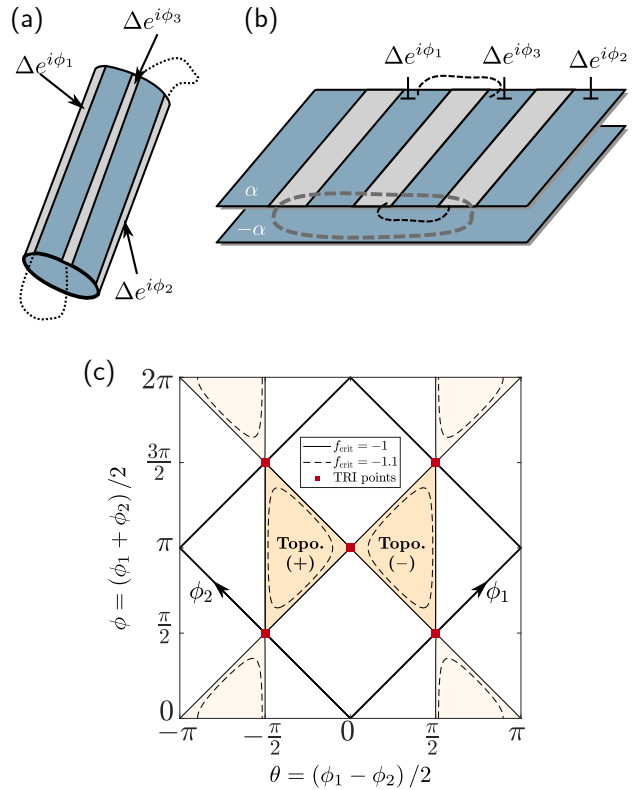 (a)
Δe^{iϕ_3}
Δe^{iϕ_1}
Δe^{iϕ_2}
(b)
Δe^{iϕ_1} Δe^{iϕ_3} Δe^{iϕ_2}
α
−α
(c)
2π
3π/2
π
π/2
0
ϕ = (ϕ_1 + ϕ_2) /2
f_crit = −1
f_crit = −1.1
TRI points
Topo. (+)
Topo. (−)
ϕ_2
ϕ_1
−π −π/2 0 π/2 π
θ = (ϕ_1 − ϕ_2) /2